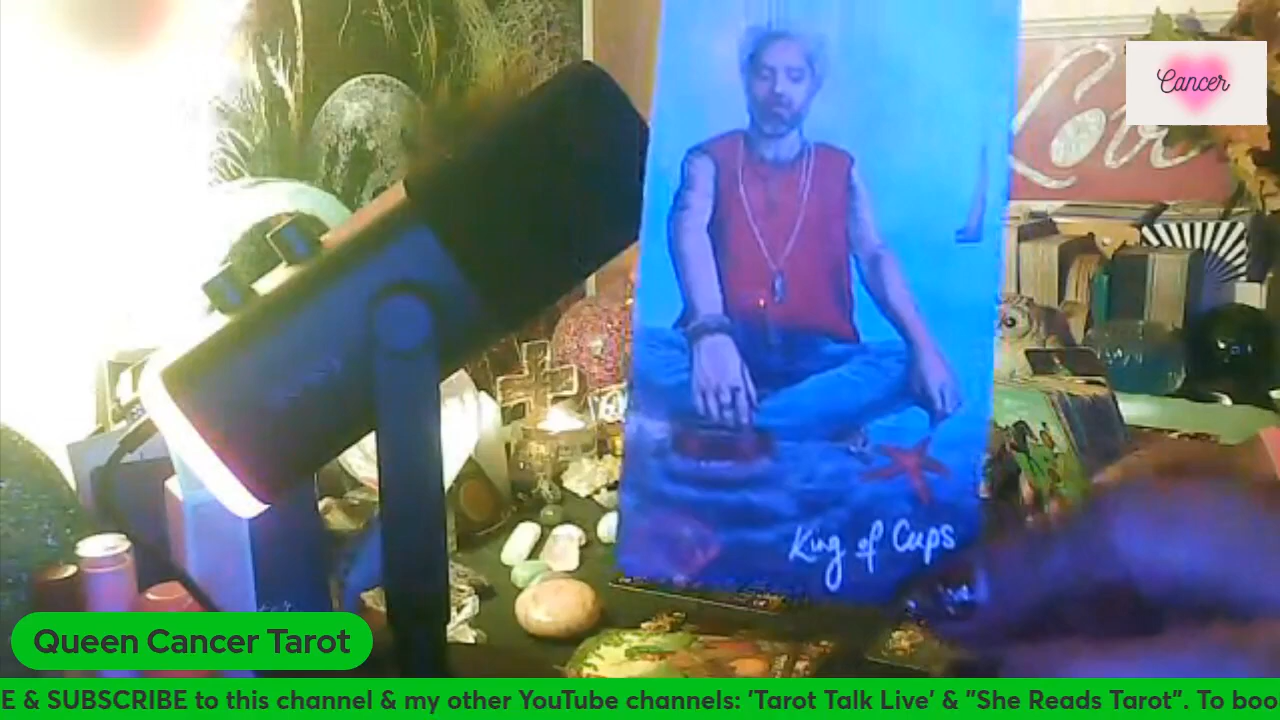 Cancer
Love
King of Cups
Queen Cancer Tarot
E & SUBSCRIBE to this channel & my other YouTube channels: 'Tarot Talk Live' & "She Reads Tarot". To boo